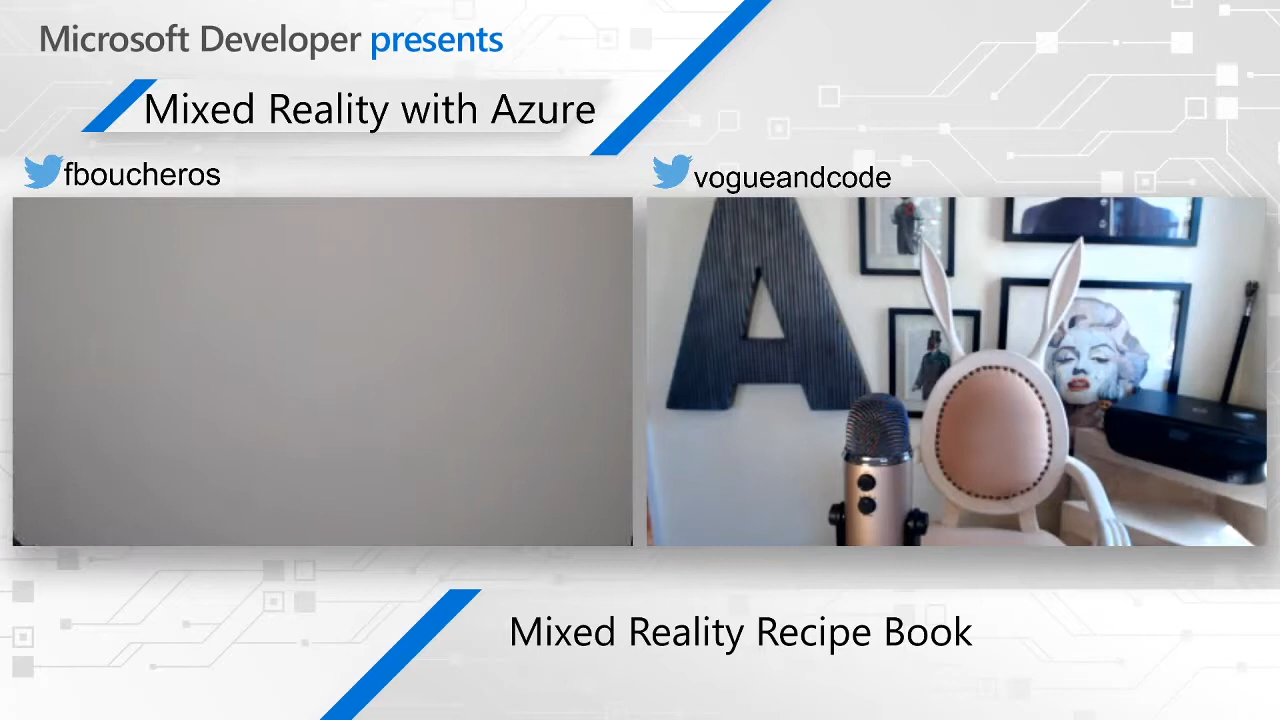 Microsoft Developer presents
Mixed Reality with Azure
fboucheros
vogueandcode
A
Mixed Reality Recipe Book